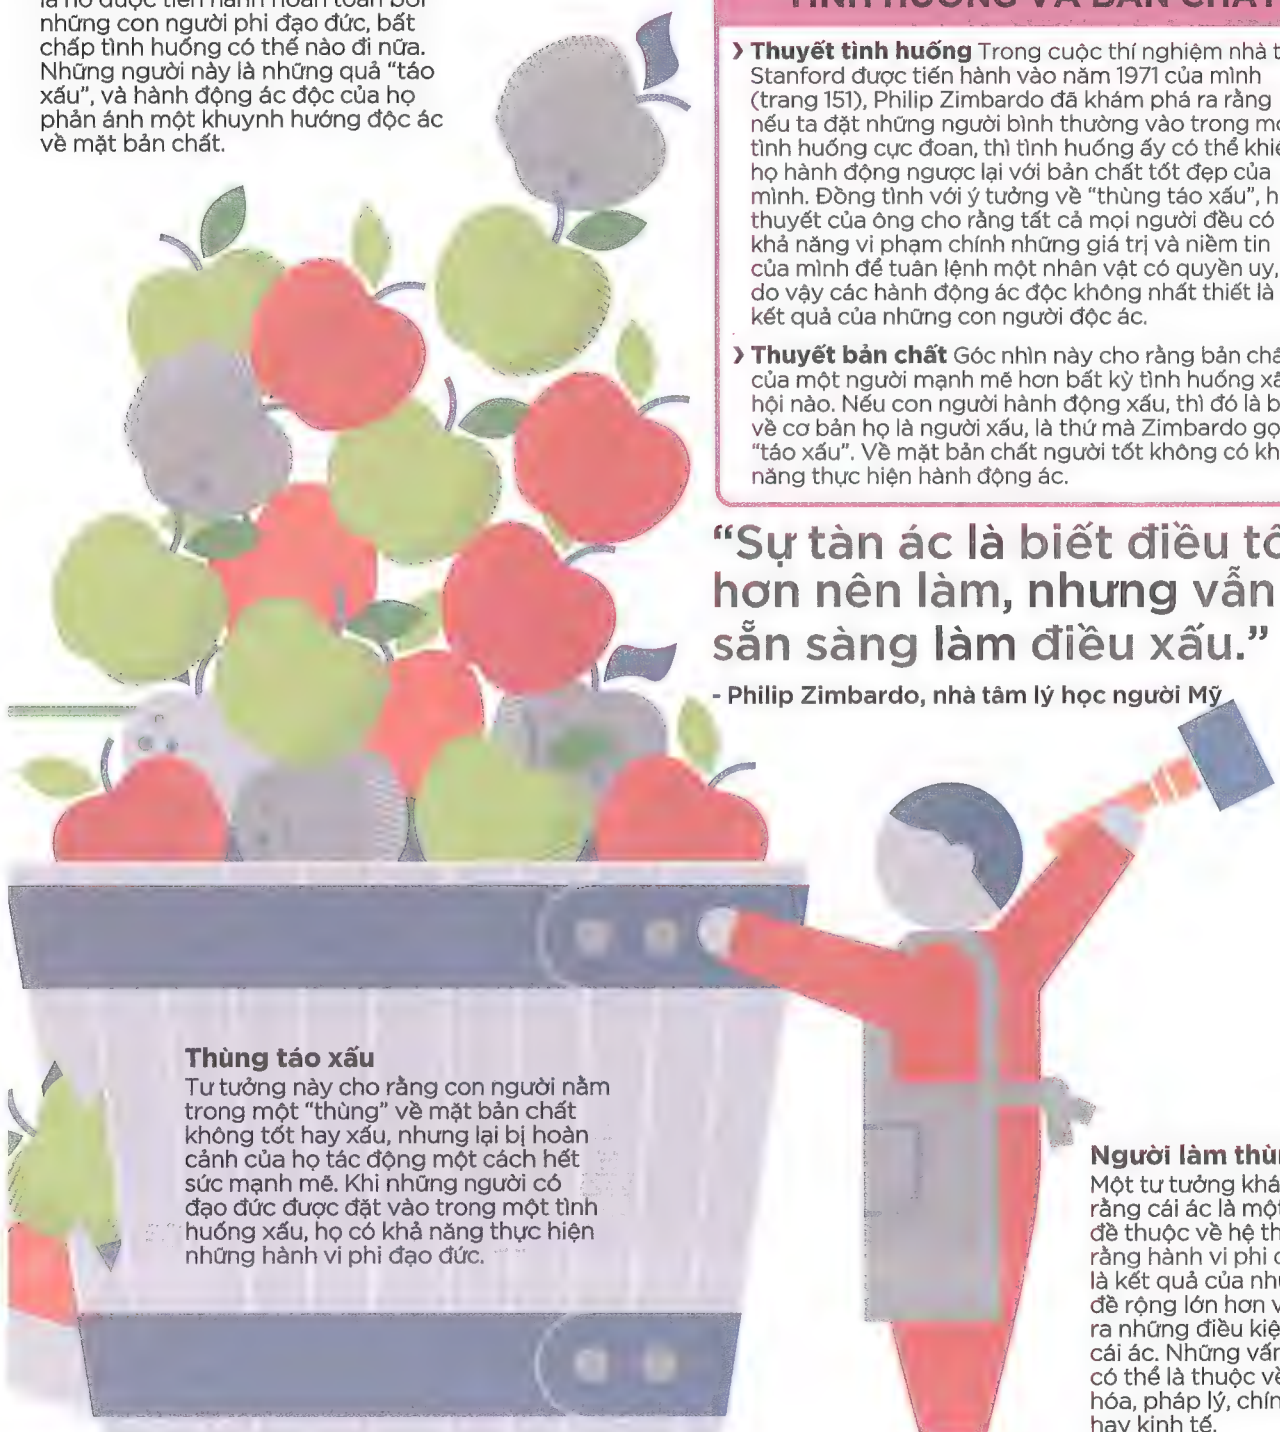 những con người phi đạo đức, bất
chấp tình huống có thể nào đi nữa.
Những người này là những quả “táo
xấu”, và hành động ác độc của họ
phản ánh một khuynh hướng độc ác
về mặt bản chất.
TÌNH HUỐNG VÀ BẢN CHẤT
❯ Thuyết tình huống Trong cuộc thí nghiệm nhà
Stanford được tiến hành vào năm 1971 của mình
(trang 151), Philip Zimbardo đã khám phá ra rằng
nếu ta đặt những người bình thường vào trong
tình huống cực đoan, thì tình huống ấy có thể
họ hành động ngược lại với bản chất tốt đẹp của
mình. Đồng tình với ý tưởng về “thùng táo xấu”,
thuyết của ông cho rằng tất cả mọi người đều có
khả năng vi phạm chính những giá trị và niềm tin
của mình để tuân lệnh một nhân vật có quyền uy,
do vậy các hành động ác độc không nhất thiết là
kết quả của những con người độc ác.
❯ Thuyết bản chất Góc nhìn này cho rằng bản
của một người mạnh mẽ hơn bất kỳ tình huống
hội nào. Nếu con người hành động xấu, thì đó là
về cơ bản họ là người xấu, là thứ mà Zimbardo
“táo xấu”. Về mặt bản chất người tốt không có
năng thực hiện hành động ác.
“Sự tàn ác là biết điều
hơn nên làm, nhưng vẫn
sẵn sàng làm điều xấu.”
- Philip Zimbardo, nhà tâm lý học người Mỹ
Thùng táo xấu
Tư tưởng này cho rằng con người nằm
trong một “thùng” về mặt bản chất
không tốt hay xấu, nhưng lại bị hoàn
cảnh của họ tác động một cách hết
sức mạnh mẽ. Khi những người có
đạo đức được đặt vào trong một tình
huống xấu, họ có khả năng thực hiện
những hành vi phi đạo đức.
Người làm
Một tư tưởng
rằng cái ác là
đề thuộc về hệ
rằng hành vi phi
là kết quả của
đề rộng lớn hơn
ra những điều
cái ác. Những
có thể là thuộc
hóa, pháp lý,
hay kinh tế.